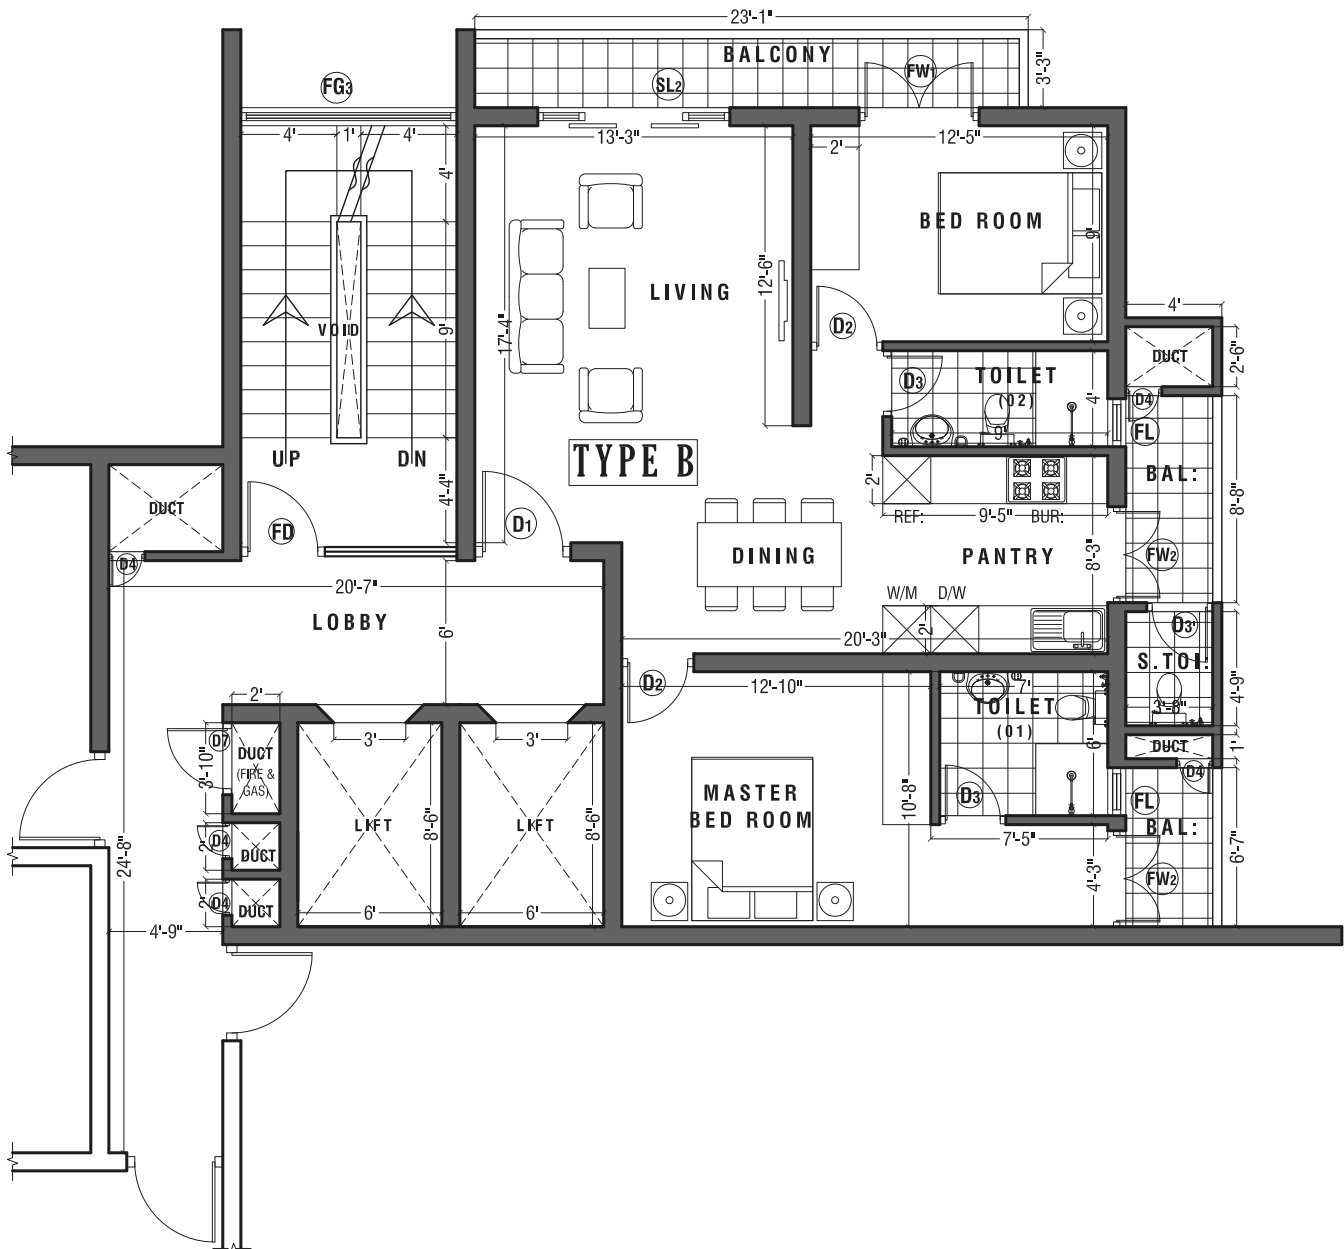 23'-1"
BALCONY
3'-3"
FG3
SL2
FW1
4'
1'
4'
13'-3"
12'-5"
2'
4'
BED ROOM
9'
12'-6"
LIVING
4'
VOID
9'
17'-4"
D2
DUCT
2'-6"
D3
TOILET
(02)
4'
D4
9'
FL
UP
DN
TYPE B
2'
BAL:
8'-8"
DUCT
4'-4"
REF:
9'-5"
BUR:
FD
D1
DINING
PANTRY
8'-3"
FW2
D4
20'-7"
W/M
D/W
LOBBY
6'
20'-3"
2'
D3'
S.TOI:
4'-9"
3'-8"
D2
12'-10"
7'
TOILET
(01)
6'
2'
D7
DUCT
(FIRE &
GAS)
3'-10"
3'
3'
DUCT
1'
D4
MASTER
BED ROOM
10'-8"
D3
FL
BAL:
6'-7"
LIFT
8'-6"
LIFT
8'-6"
7'-5"
24'-8"
2'
D4
DUCT
4'-3"
FW2
2'
D4
DUCT
6'
6'
4'-9"